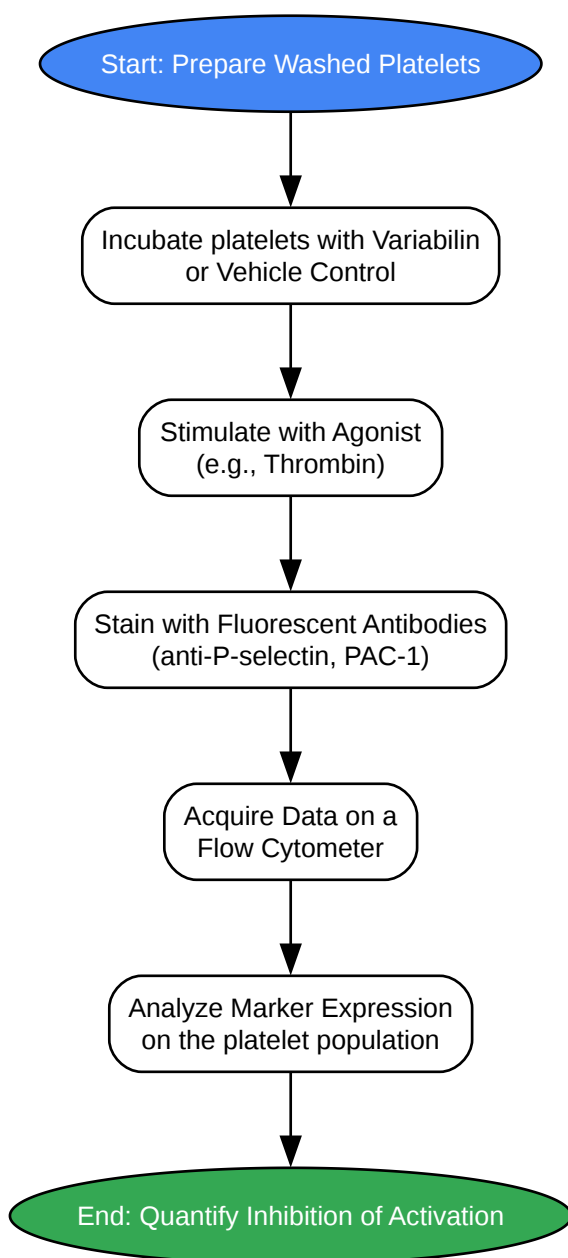 Start: Prepare Washed Platelets
Incubate platelets with Variabilin
or Vehicle Control
Stimulate with Agonist
(e.g., Thrombin)
Stain with Fluorescent Antibodies
(anti-P-selectin, PAC-1)
Acquire Data on a
Flow Cytometer
Analyze Marker Expression
on the platelet population
End: Quantify Inhibition of Activation